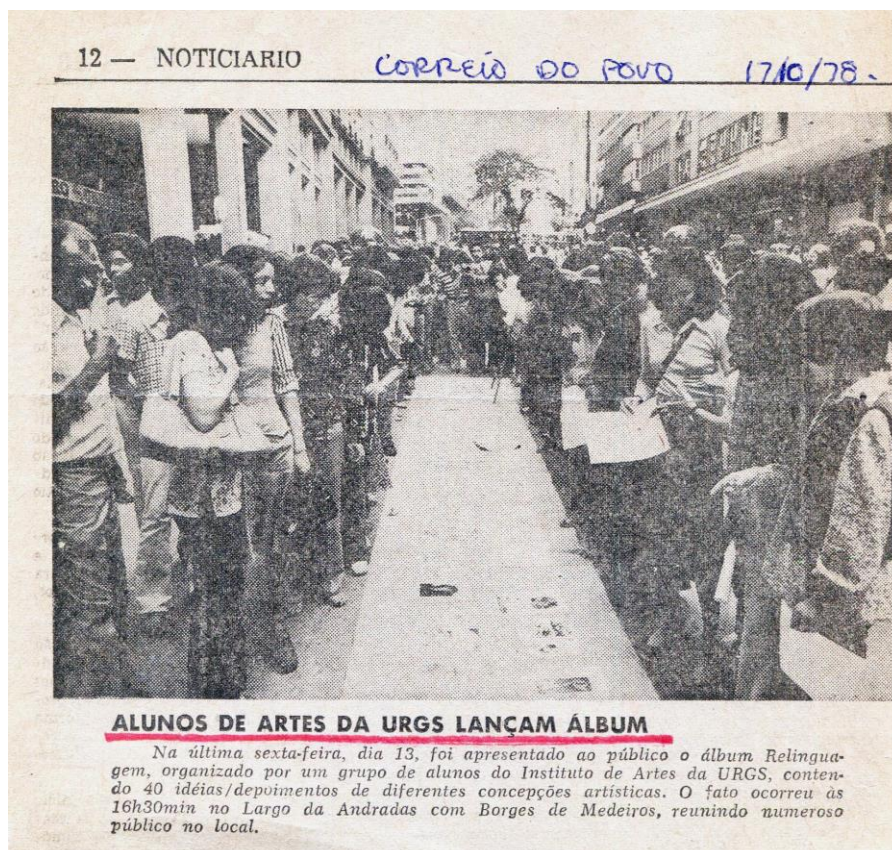 12 — NOTICIARIO
CORREIO DO POVO 17/10/78.
ALUNOS DE ARTES DA URGS LANÇAM ÁLBUM
Na última sexta-feira, dia 13, foi apresentado ao público o álbum Relingua-
gem, organizado por um grupo de alunos do Instituto de Artes da URGS, conten-
do 40 idéias/depoimentos de diferentes concepções artísticas. O fato ocorreu às
16h30min no Largo da Andradas com Borges de Medeiros, reunindo numeroso
público no local.